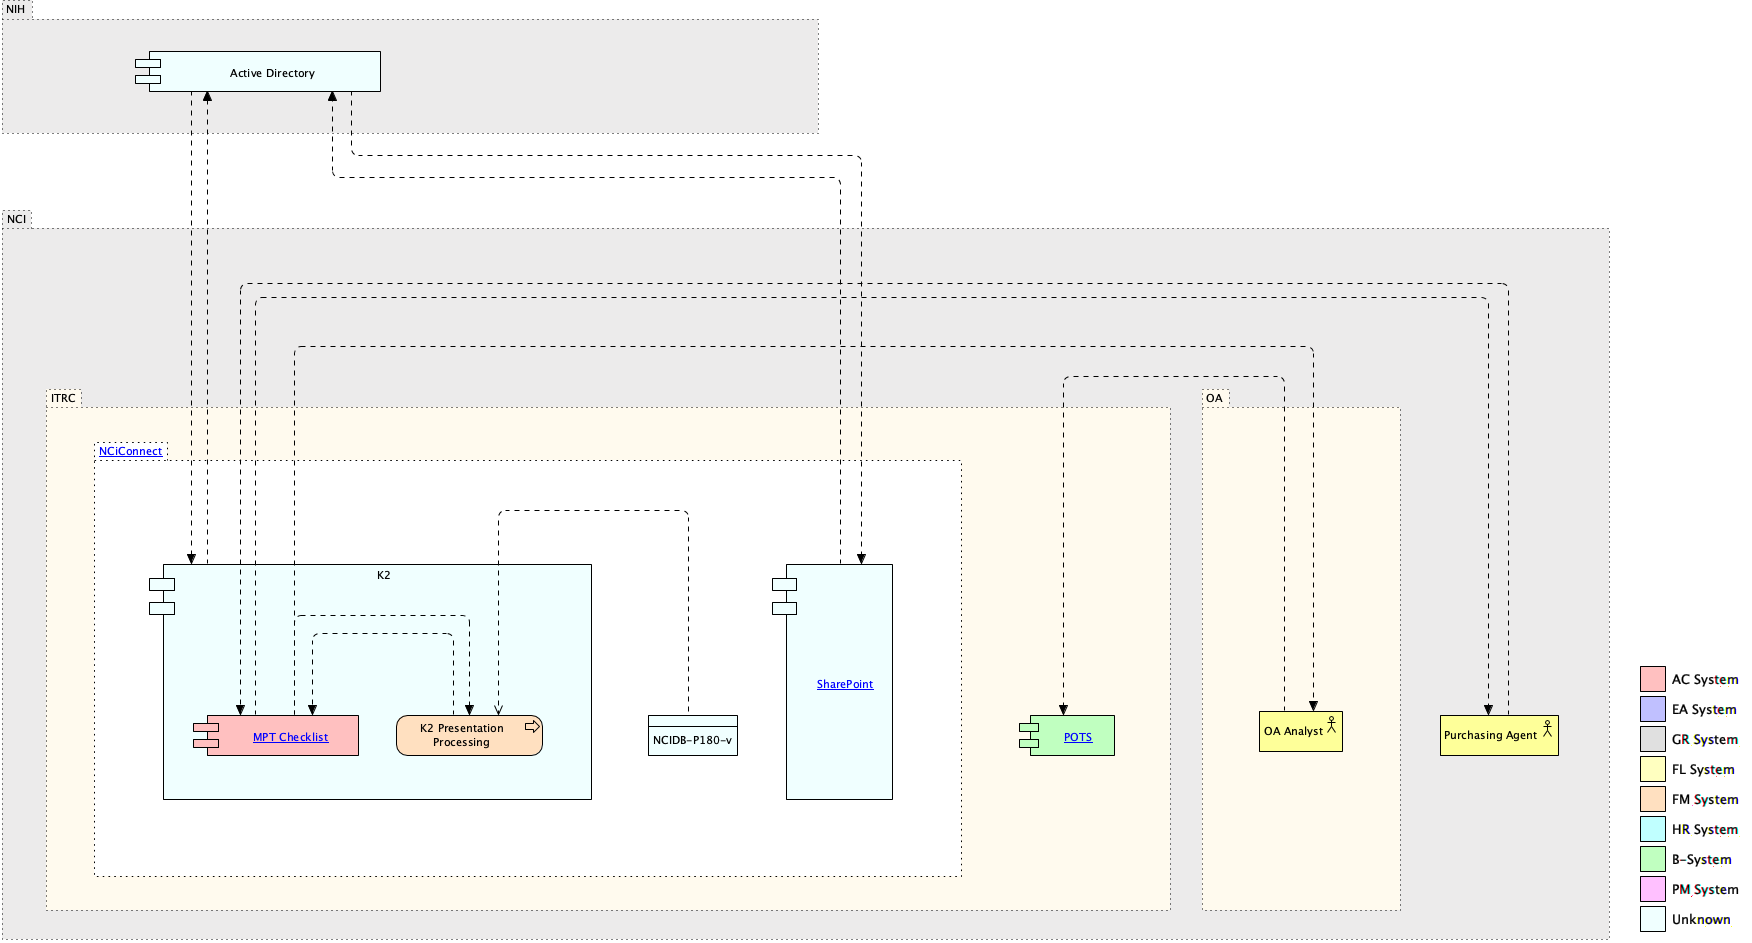 NIH
Active Directory
NCI
ITRC
OA
NCiConnect
K2
SharePoint
MPT Checklist
K2 Presentation
Processing
NCIDB-P180-v
POTS
OA Analyst
Purchasing Agent
AC System
EA System
GR System
FL System
FM System
HR System
B-System
PM System
Unknown